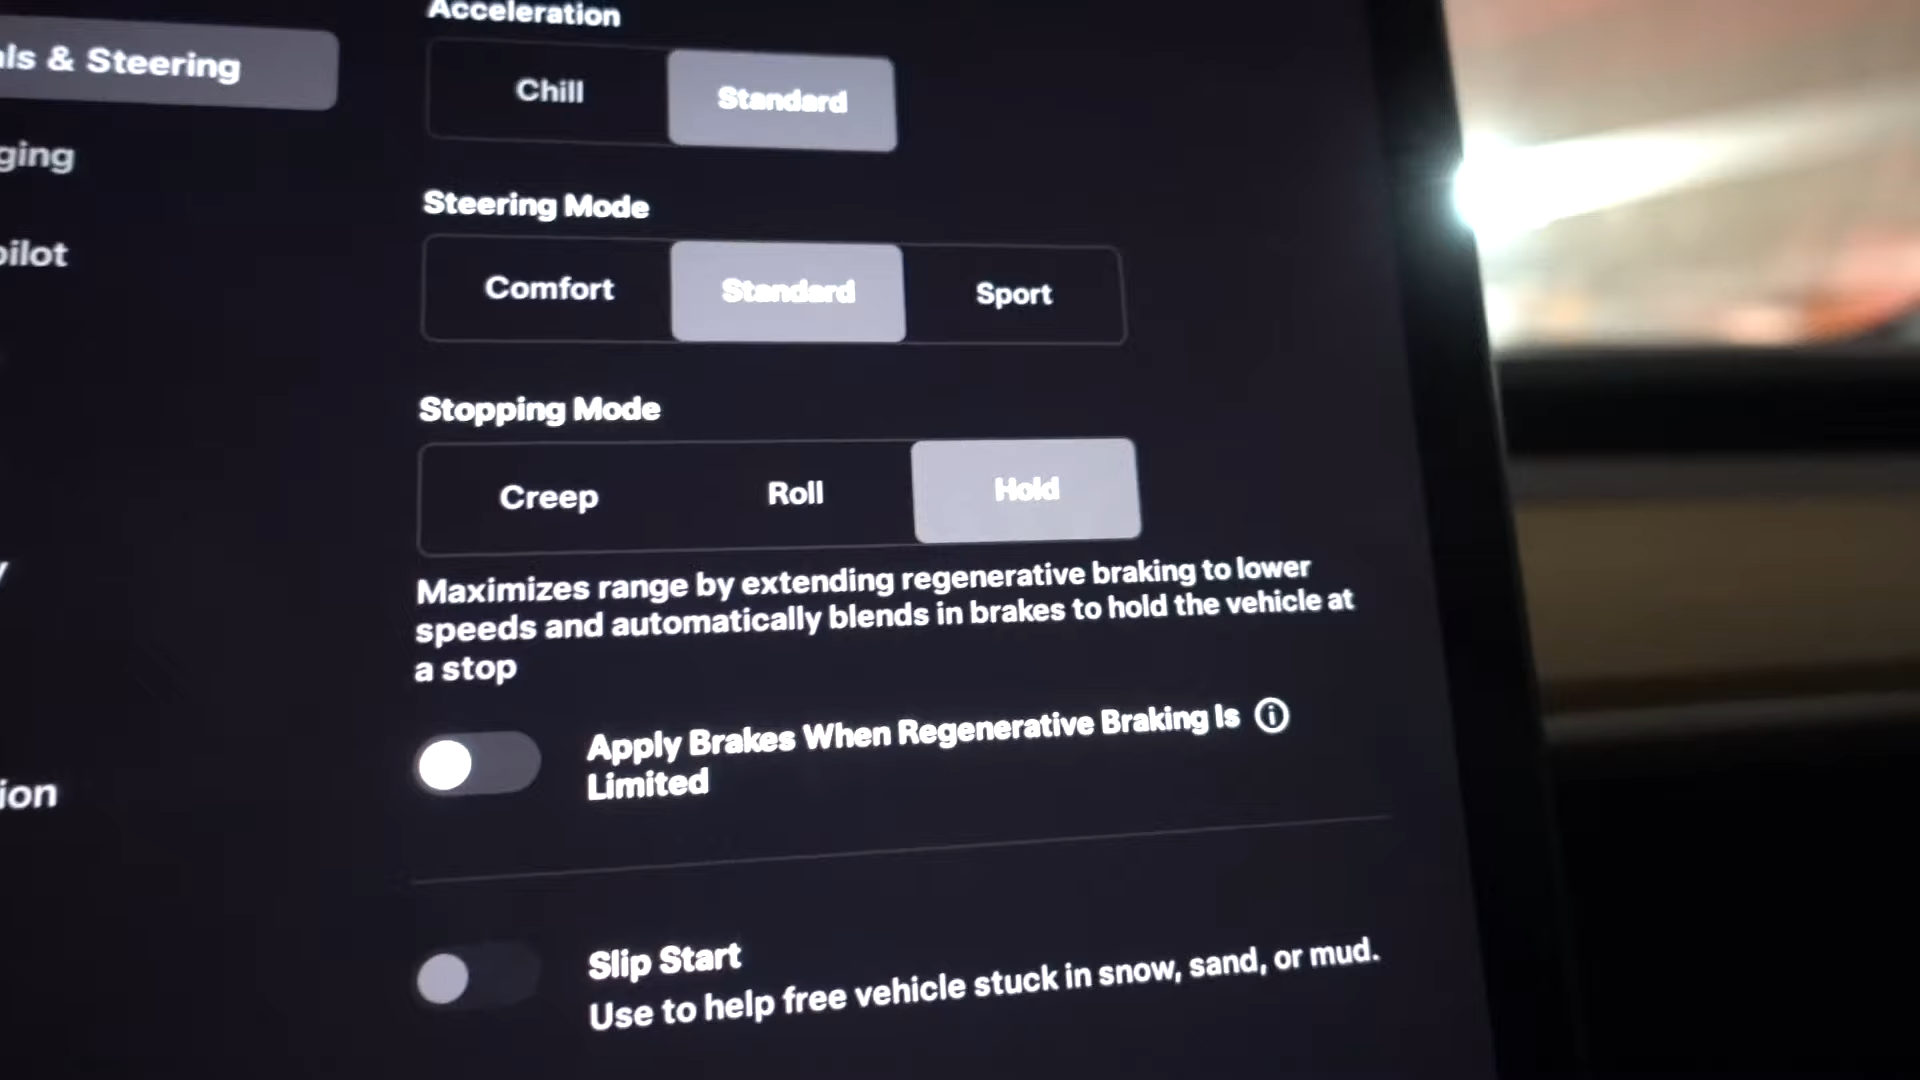 Acceleration
Chill
Standard
ls & Steering
ging
pilot
ion
Steering Mode
Comfort
Standard
Sport
Stopping Mode
Creep
Roll
Hold
Maximizes range by extending regenerative braking to lower
speeds and automatically blends in brakes to hold the vehicle at
a stop
Apply Brakes When Regenerative Braking Is
Limited
Slip Start
Use to help free vehicle stuck in snow, sand, or mud.